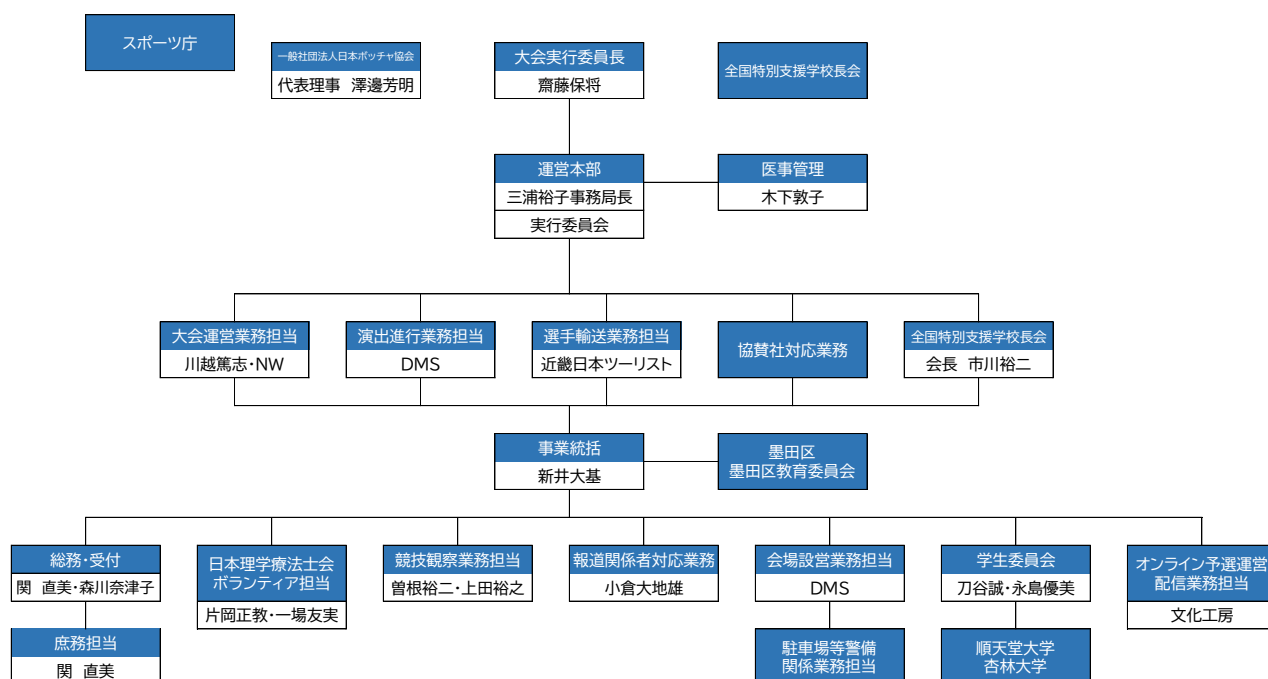 スポーツ庁
一般社団法人日本ボッチャ協会
代表理事　澤邊芳明
大会実行委員長
齋藤保将
全国特別支援学校長会
運営本部
三浦裕子事務局長
実行委員会
医事管理
木下敦子
大会運営業務担当
川越篤志・NW
演出進行業務担当
DMS
選手輸送業務担当
近畿日本ツーリスト
協賛社対応業務
全国特別支援学校長会
会長　市川裕二
事業統括
新井大基
墨田区
墨田区教育委員会
総務・受付
関　直美・森川奈津子
日本理学療法士会
ボランティア担当
片岡正教・一場友実
競技観察業務担当
曽根裕二・上田裕之
報道関係者対応業務
小倉大地雄
会場設営業務担当
DMS
学生委員会
刀谷誠・永島優美
オンライン予選運営
配信業務担当
文化工房
庶務担当
関　直美
駐車場等警備
関係業務担当
順天堂大学
杏林大学